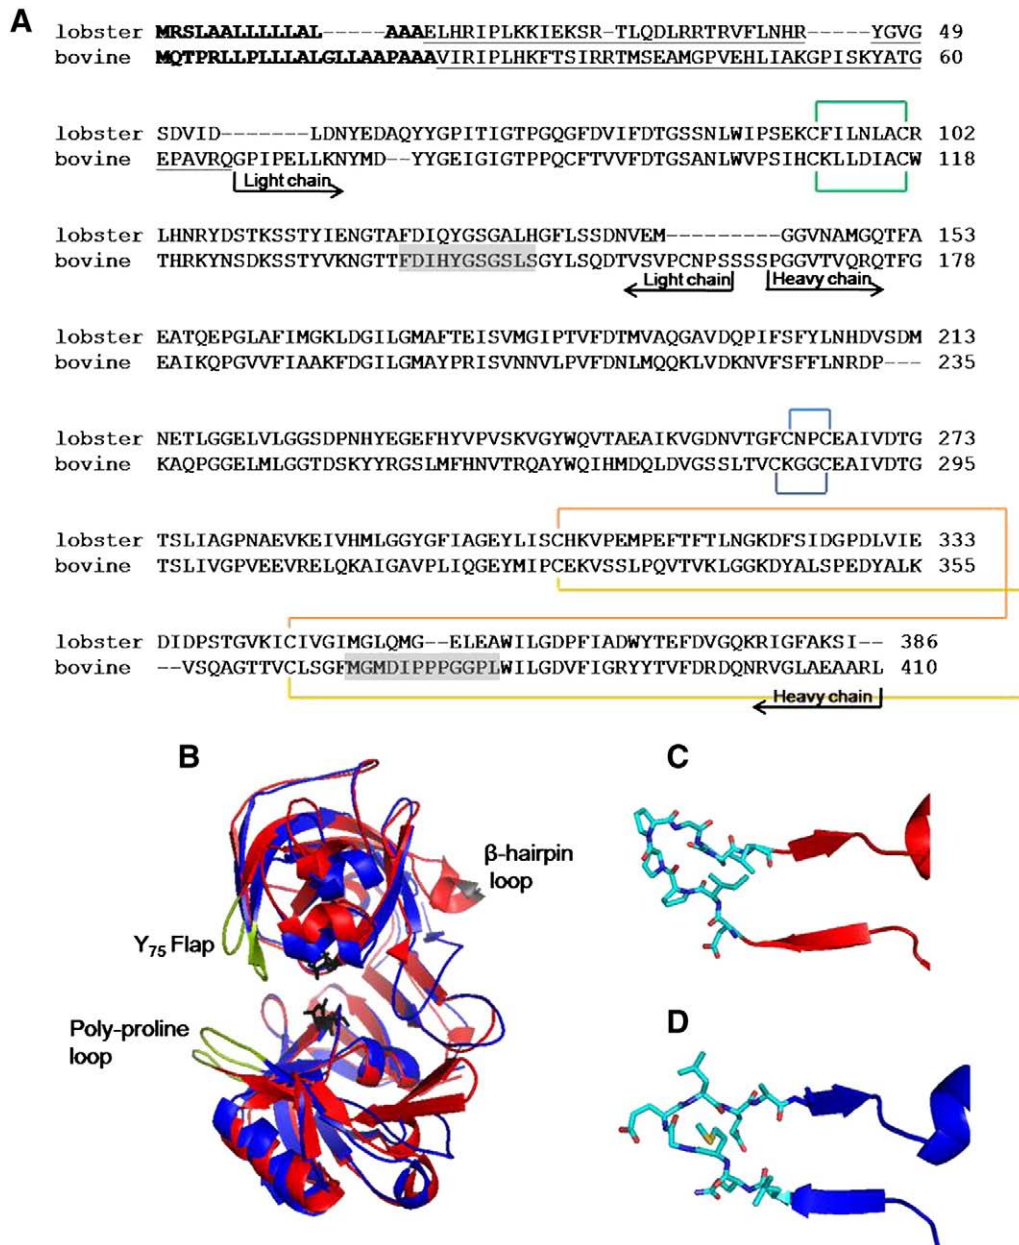 A
lobster MRSLAALLLLLAL-----AAAELHRIPLKKIEKSR-TLQDLRRTRVFLNHR-----YGVG 49
bovine MQTPRLLPLLLALGLLAAPAAAVIRIPLHKFTSIRRTMSEAMGPVEHLIAKGPISKYATG 60
lobster SDVID-------LDNYEDAQYYGPITIGTPGQGFDVIFDTGSSNLWIPSEKCFILNLACR 102
bovine EPAVRQGPIPELLKNYMD--YYGEIGIGTPPQCFTVVFDTGSANLWVPSIHCKLLDIACW 118
Light chain
lobster LHNRYDSTKSSTYIENGTAFDIQYGSGALHGFLSSDNVEM---------GGVNAMGQTFA 153
bovine THRKYNSDKSSTYVKNGTTFDIHYGSGSLSGYLSQDTVSVPCNPSSSSPGGVTVQRQTFG 178
Light chain Heavy chain
lobster EATQEPGLAFIMGKLDGILGMAFTEISVMGIPTVFDTMVAQGAVDQPIFSFYLNHDVSDM 213
bovine EAIKQPGVVFIAAKFDGILGMAYPRISVNNVLPVFDNLMQQKLVDKNVFSFFLNRDP--- 235
lobster NETLGGELVLGGSDPNHYEGEFHYVPVSKVGYWQVTAEAIKVGDNVTGFCNPCEAIVDTG 273
bovine KAQPGGELMLGGTDSKYYRGSLMFHNVTRQAYWQIHMDQLDVGSSLTVCKGGCEAIVDTG 295
lobster TSLIAGPNAEVKEIVHMLGGYGFIAGEYLISCHKVPEMPEFTFTLNGKDFSIDGPDLVIE 333
bovine TSLIVGPVEEVRELQKAIGAVPLIQGEYMIPCEKVSSLPQVTVKLGGKDYALSPEDYALK 355
lobster DIDPSTGVKICIVGIMGLQMG--ELEAWILGDPFIADWYTEFDVGQKRIGFAKSI-- 386
bovine --VSQAGTTVCLSGFMGMDIPPPGGPLWILGDVFIGRYYTVFDRDQNRVGLAEAARL 410
Heavy chain
B
C
β-hairpin
loop
Y75 Flap
Poly-proline
loop
D